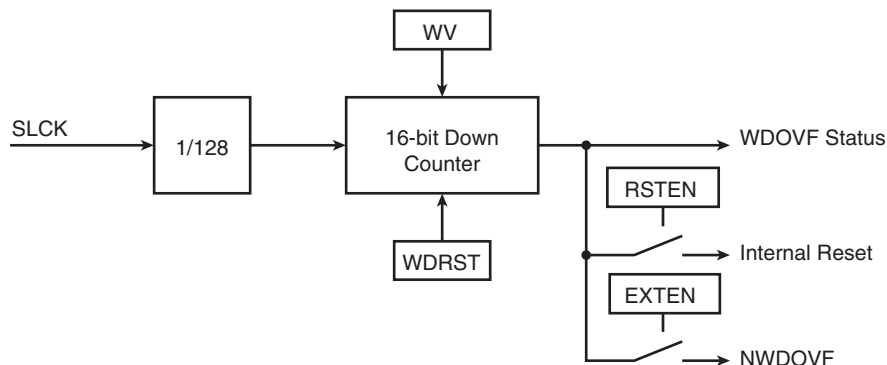 WV
SLCK
1/128
16-bit Down
Counter
WDOVF Status
RSTEN
WDRST
Internal Reset
EXTEN
NWDOVF